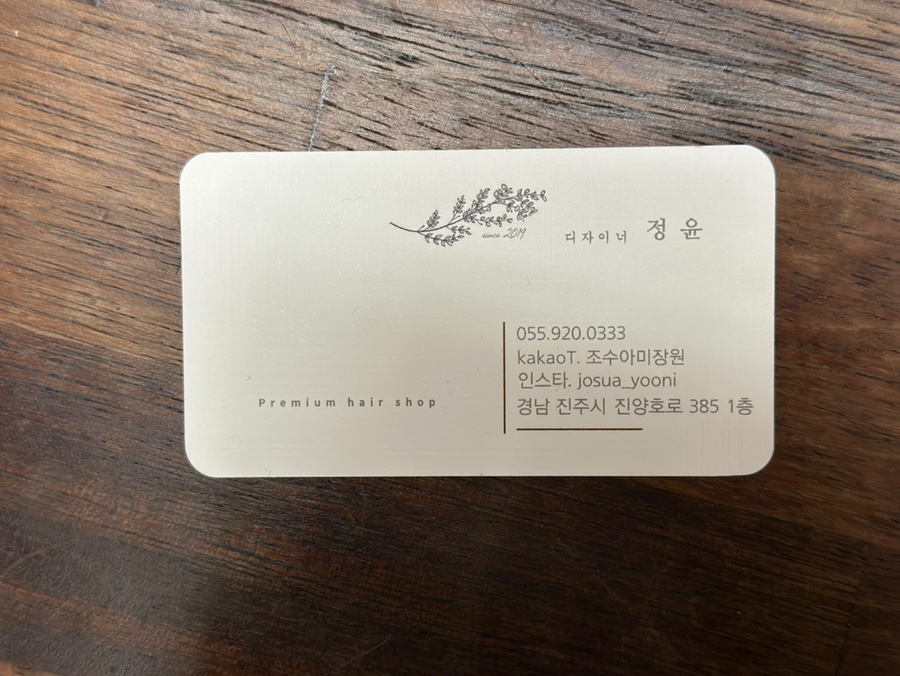 since 2019
디자이너 정윤
055.920.0333
kakaoT. 조수아미장원
인스타. josua_yooni
경남 진주시 진양호로 385 1층
Premium hair shop